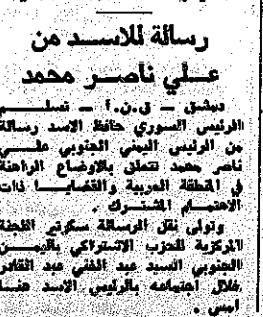 رسالة للاسد من
علي ناصر محمد
دمشق — ق.ن.أ — تسلم
الرئيس السوري حافظ الاسد رسالة
من الرئيس اليمني الجنوبي علي
ناصر محمد تتعلق بالاوضاع الراهنة
في المنطقة العربية والقضايا ذات
الاهتمام المشترك .
وتولى نقل الرسالة سكرتير اللجنة
المركزية للحزب الاشتراكي باليمن
الجنوبي السيد عبد الغني عبد القادر
خلال اجتماعه بالرئيس الاسد هنا
امس .